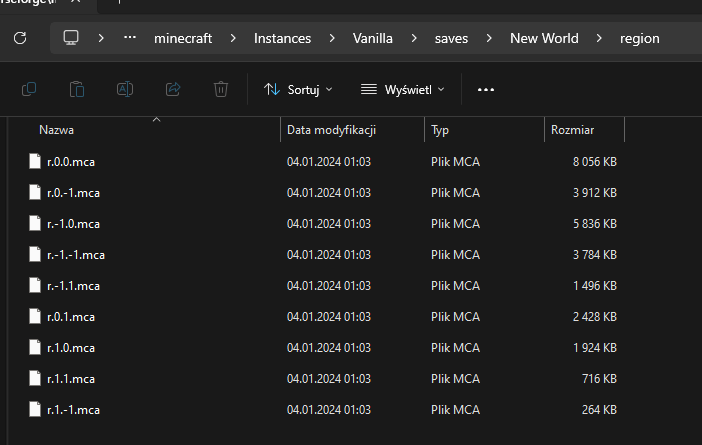 minecraft > Instances > Vanilla > saves > New World > region
Sortuj Wyświetl
Nazwa Data modyfikacji Typ Rozmiar
r.0.0.mca 04.01.2024 01:03 Plik MCA 8 056 KB
r.0.-1.mca 04.01.2024 01:03 Plik MCA 3 912 KB
r.-1.0.mca 04.01.2024 01:03 Plik MCA 5 836 KB
r.-1.-1.mca 04.01.2024 01:03 Plik MCA 3 784 KB
r.-1.1.mca 04.01.2024 01:03 Plik MCA 1 496 KB
r.0.1.mca 04.01.2024 01:03 Plik MCA 2 428 KB
r.1.0.mca 04.01.2024 01:03 Plik MCA 1 924 KB
r.1.1.mca 04.01.2024 01:03 Plik MCA 716 KB
r.1.-1.mca 04.01.2024 01:03 Plik MCA 264 KB